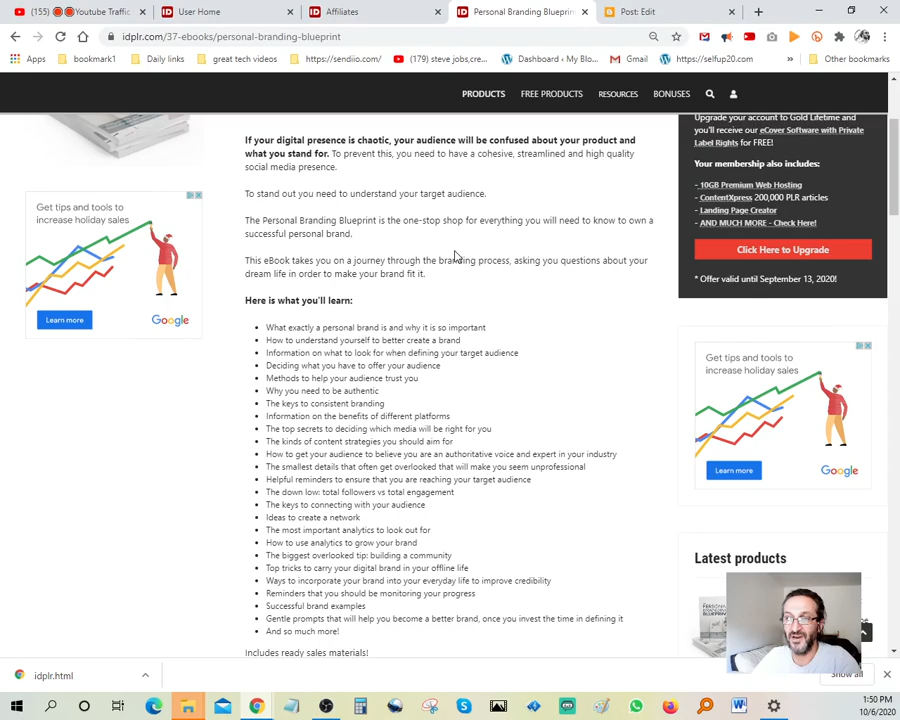 (155) 🔴🔴Youtube Traffic
User Home
Affiliates
Personal Branding Blueprint
Post: Edit
idplr.com/37-ebooks/personal-branding-blueprint
Apps
bookmark1
Daily links
great tech videos
https://sendiio.com/
(179) steve jobs,cre...
Dashboard ‹ My Blo...
Gmail
https://selfup20.com
»
Other bookmarks
PRODUCTS
FREE PRODUCTS
RESOURCES
BONUSES
If your digital presence is chaotic, your audience will be confused about your product and
what you stand for. To prevent this, you need to have a cohesive, streamlined and high quality
social media presence.
To stand out you need to understand your target audience.
The Personal Branding Blueprint is the one-stop shop for everything you will need to know to own a
successful personal brand.
This eBook takes you on a journey through the branding process, asking you questions about your
dream life in order to make your brand fit it.
Here is what you'll learn:
• What exactly a personal brand is and why it is so important
• How to understand yourself to better create a brand
• Information on what to look for when defining your target audience
• Deciding what you have to offer your audience
• Methods to help your audience trust you
• Why you need to be authentic
• The keys to consistent branding
• Information on the benefits of different platforms
• The top secrets to deciding which media will be right for you
• The kinds of content strategies you should aim for
• How to get your audience to believe you are an authoritative voice and expert in your industry
• The smallest details that often get overlooked that will make you seem unprofessional
• Helpful reminders to ensure that you are reaching your target audience
• The down low: total followers vs total engagement
• The keys to connecting with your audience
• Ideas to create a network
• The most important analytics to look out for
• How to use analytics to grow your brand
• The biggest overlooked tip: building a community
• Top tricks to carry your digital brand in your offline life
• Ways to incorporate your brand into your everyday life to improve credibility
• Reminders that you should be monitoring your progress
• Successful brand examples
• Gentle prompts that will help you become a better brand, once you invest the time in defining it
• And so much more!
Includes ready sales materials!
Get tips and tools to
increase holiday sales
Learn more
Google
Upgrade your account to Gold Lifetime and
you'll receive our eCover Software with Private
Label Rights for FREE!
Your membership also includes:
- 10GB Premium Web Hosting
- ContentXpress 200,000 PLR articles
- Landing Page Creator
- AND MUCH MORE - Check Here!
Click Here to Upgrade
* Offer valid until September 13, 2020!
Get tips and tools to
increase holiday sales
Learn more
Google
Latest products
idplr.html
Show all
1:50 PM
10/6/2020